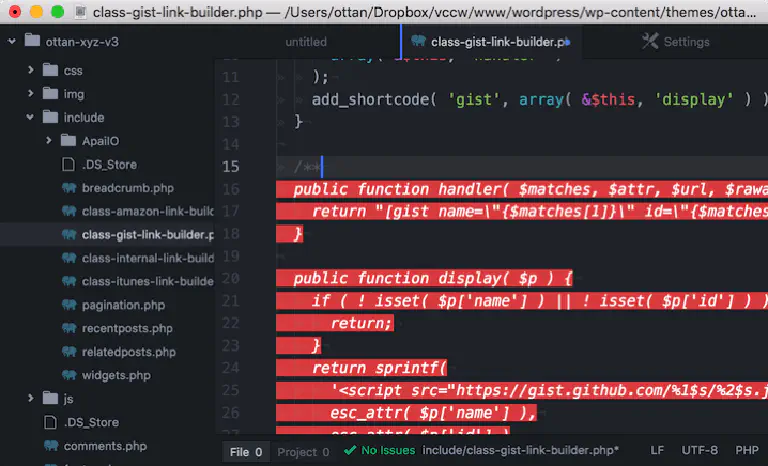 class-gist-link-builder.php — /Users/ottan/Dropbox/vccw/www/wordpress/wp-content/themes/otta...
ottan-xyz-v3
css
img
include
ApaiIO
.DS_Store
breadcrumb.php
class-amazon-link-build
class-gist-link-builder.p
class-internal-link-build
class-itunes-link-builde
pagination.php
recentposts.php
relatedposts.php
widgets.php
js
.DS_Store
comments.php
untitled
class-gist-link-builder.p
Settings
11 );
12 add_shortcode( 'gist', array( &$this, 'display' ) )
13 }
14
15 /**
16 public function handler( $matches, $attr, $url, $rawa
17 return "[gist name=\"{$matches[1]}\" id=\"{$matches
18 }
19
20 public function display( $p ) {
21 if ( ! isset( $p['name'] ) || ! isset( $p['id'] ) )
22 return;
23 }
24 return sprintf(
25 '<script src="https://gist.github.com/%1$s/%2$s.j
26 esc_attr( $p['name'] ),
27 esc_attr( $p['id'] )
File 0 Project 0 No Issues include/class-gist-link-builder.php* LF UTF-8 PHP